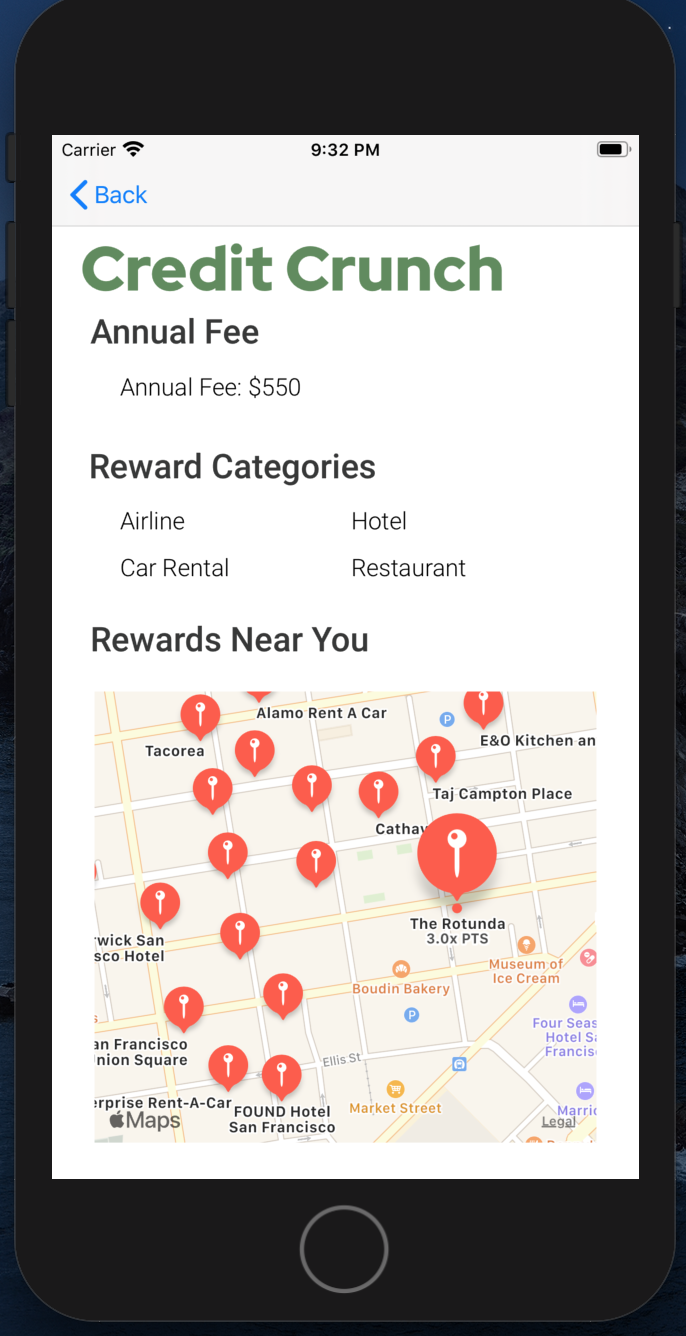 Carrier 9:32 PM
Back
Credit Crunch
Annual Fee
Annual Fee: $550
Reward Categories
Airline Hotel
Car Rental Restaurant
Rewards Near You
Alamo Rent A Car
P
Tacorea
E&O Kitchen an
Taj Campton Place
Cathay
The Rotunda
3.0x PTS
wick San
sco Hotel
Museum of
Ice Cream
Boudin Bakery
P
Four Seas
Hotel Sa
Francis
an Francisco
nion Square
Ellis St
erprise Rent-A-Car
FOUND Hotel
San Francisco
Market Street
Marric
Maps
Legal